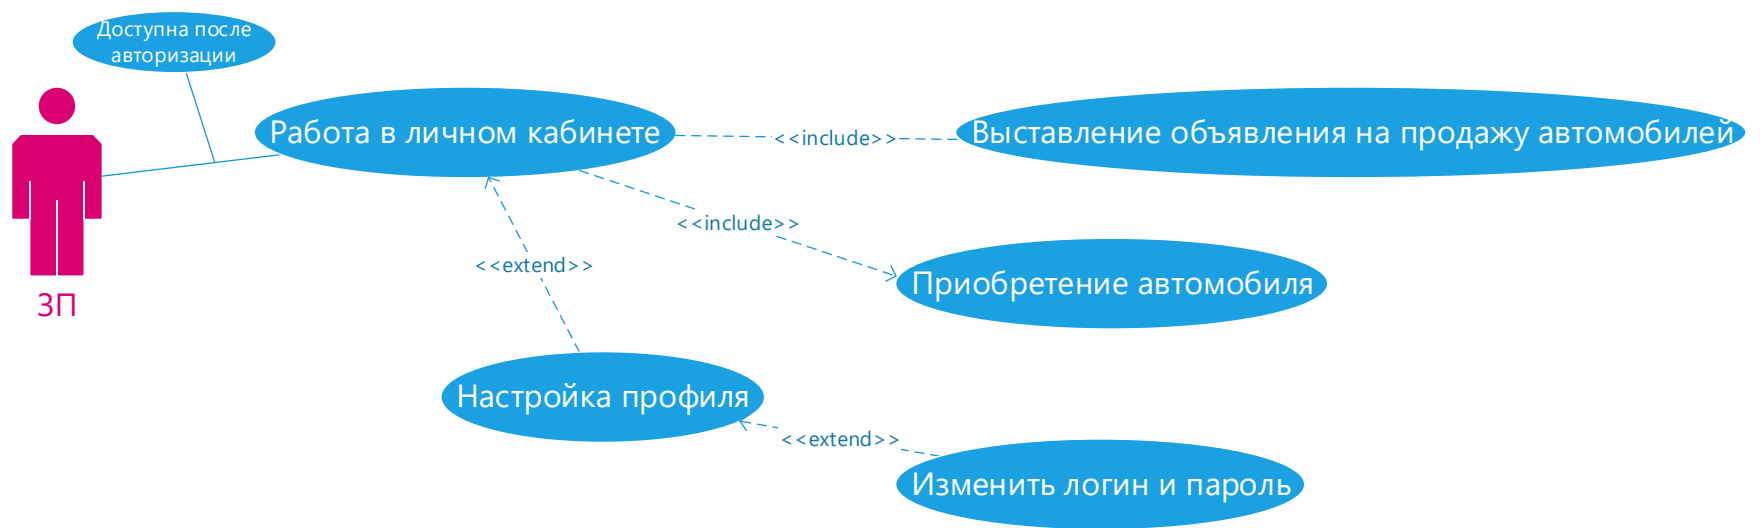 Доступна после
авторизации
Работа в личном кабинете
<<include>>
Выставление объявления на продажу автомобилей
<<include>>
<<extend>>
Приобретение автомобиля
ЗП
Настройка профиля
<<extend>>
Изменить логин и пароль